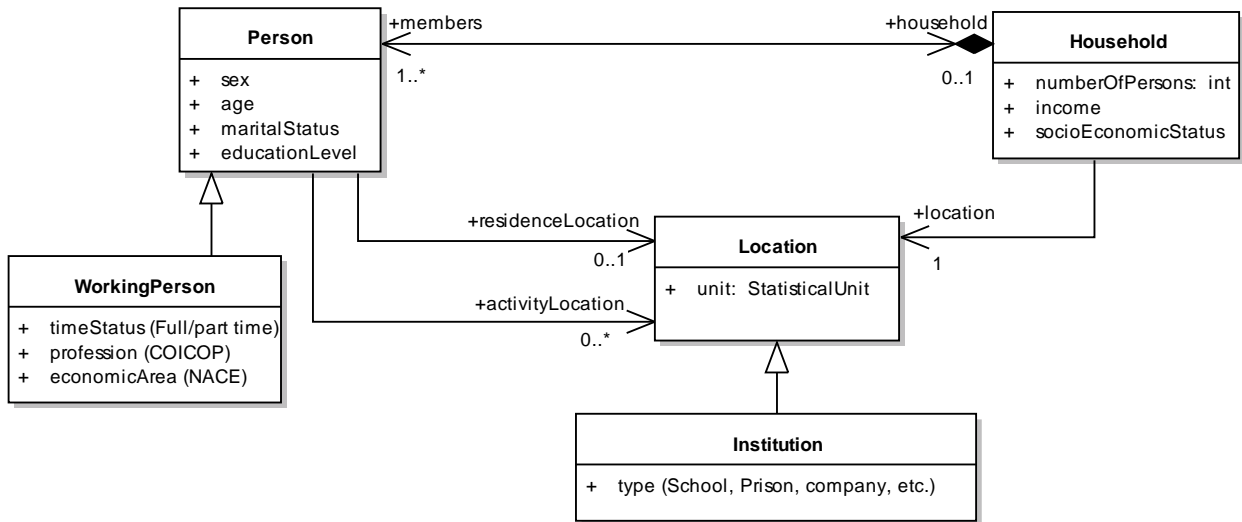 Person
+ sex
+ age
+ maritalStatus
+ educationLevel
+members
1..*
+household
0..1
Household
+ numberOfPersons: int
+ income
+ socioEconomicStatus
+residenceLocation
0..1
+activityLocation
0..*
+location
1
Location
+ unit: StatisticalUnit
WorkingPerson
+ timeStatus (Full/part time)
+ profession (COICOP)
+ economicArea (NACE)
Institution
+ type (School, Prison, company, etc.)